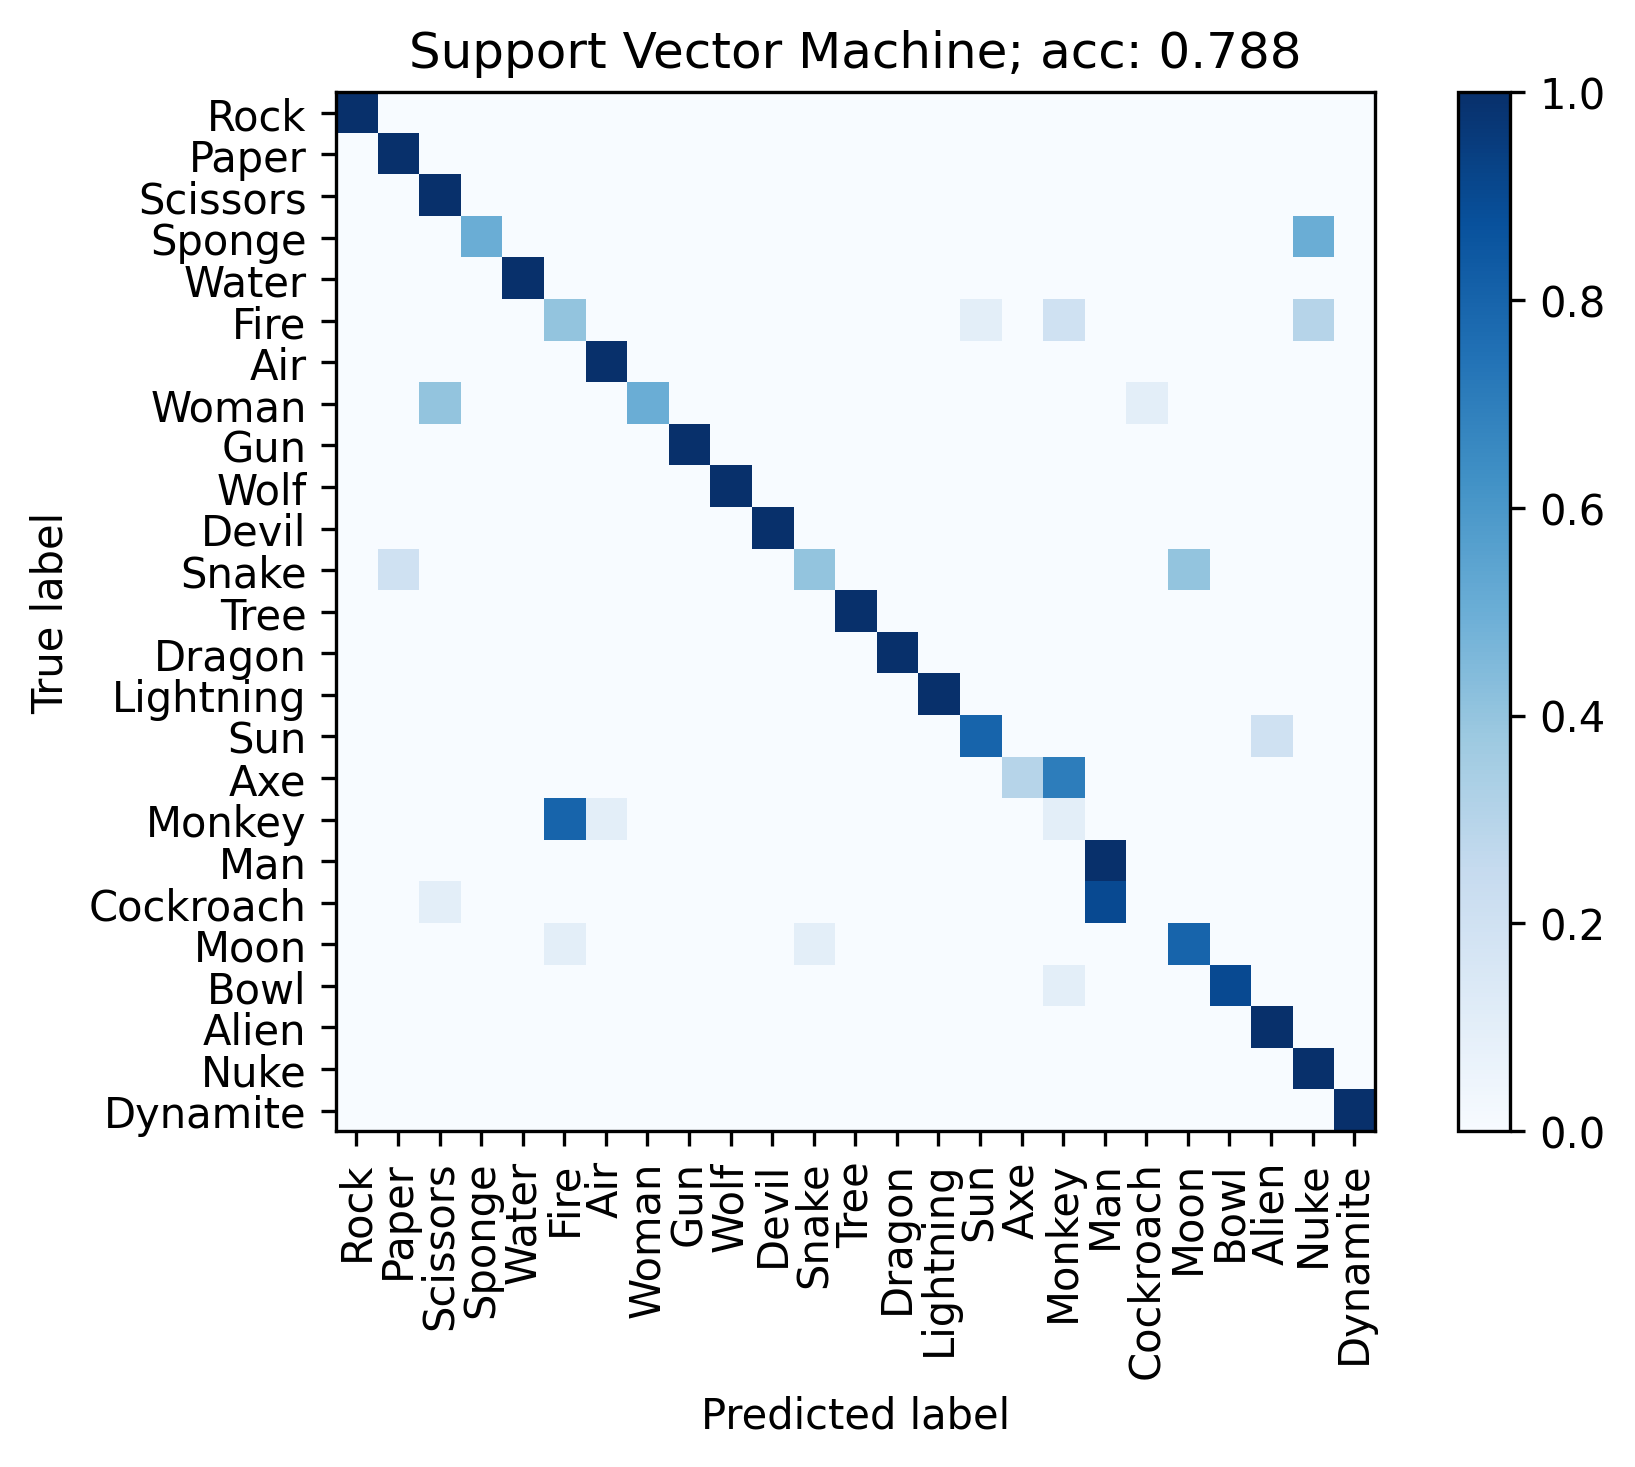 Support Vector Machine; acc: 0.788
True label
Rock
Paper
Scissors
Sponge
Water
Fire
Air
Woman
Gun
Wolf
Devil
Snake
Tree
Dragon
Lightning
Sun
Axe
Monkey
Man
Cockroach
Moon
Bowl
Alien
Nuke
Dynamite
Rock
Paper
Scissors
Sponge
Water
Fire
Air
Woman
Gun
Wolf
Devil
Snake
Tree
Dragon
Lightning
Sun
Axe
Monkey
Man
Cockroach
Moon
Bowl
Alien
Nuke
Dynamite
Predicted label
1.0
0.8
0.6
0.4
0.2
0.0